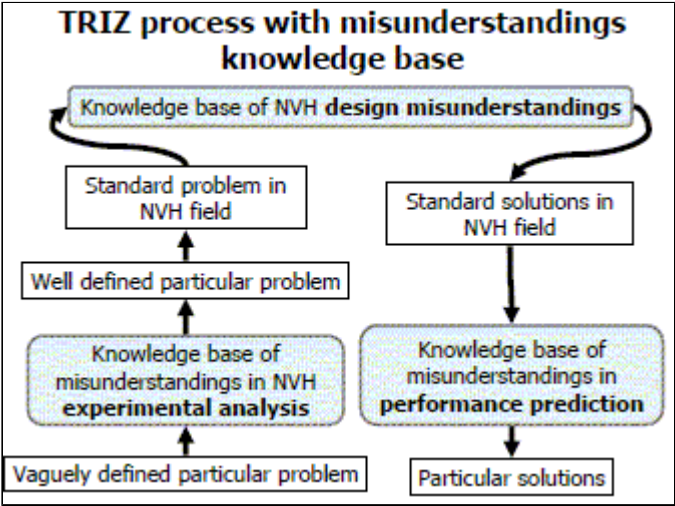 TRIZ process with misunderstandings
knowledge base
Knowledge base of NVH design misunderstandings
Standard problem in
NVH field
Well defined particular problem
Knowledge base of
misunderstandings in NVH
experimental analysis
Vaguely defined particular problem
Standard solutions in
NVH field
Knowledge base of
misunderstandings in
performance prediction
Particular solutions